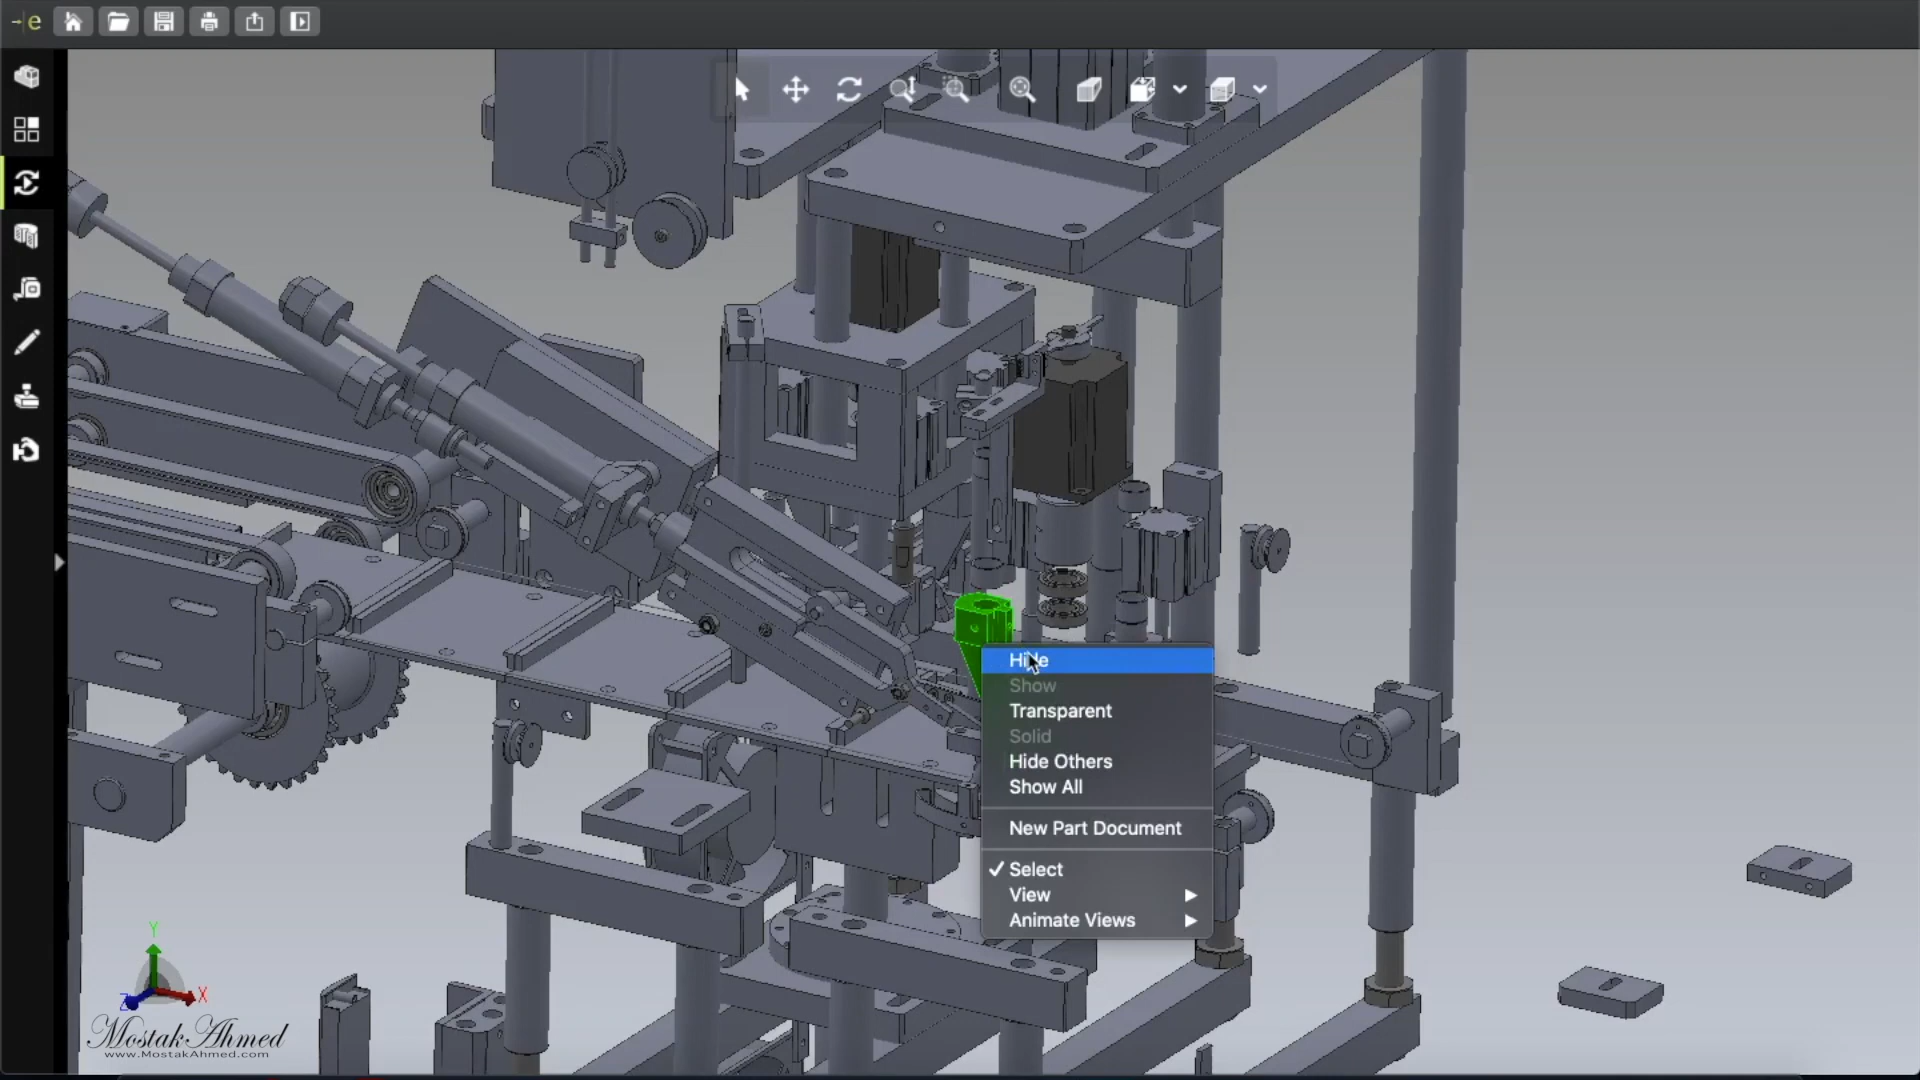 e
Hide
Show
Transparent
Solid
Hide Others
Show All
New Part Document
✓ Select
View
Animate Views
Y
Z
X
Mostak Ahmed
www.MostakAhmed.com